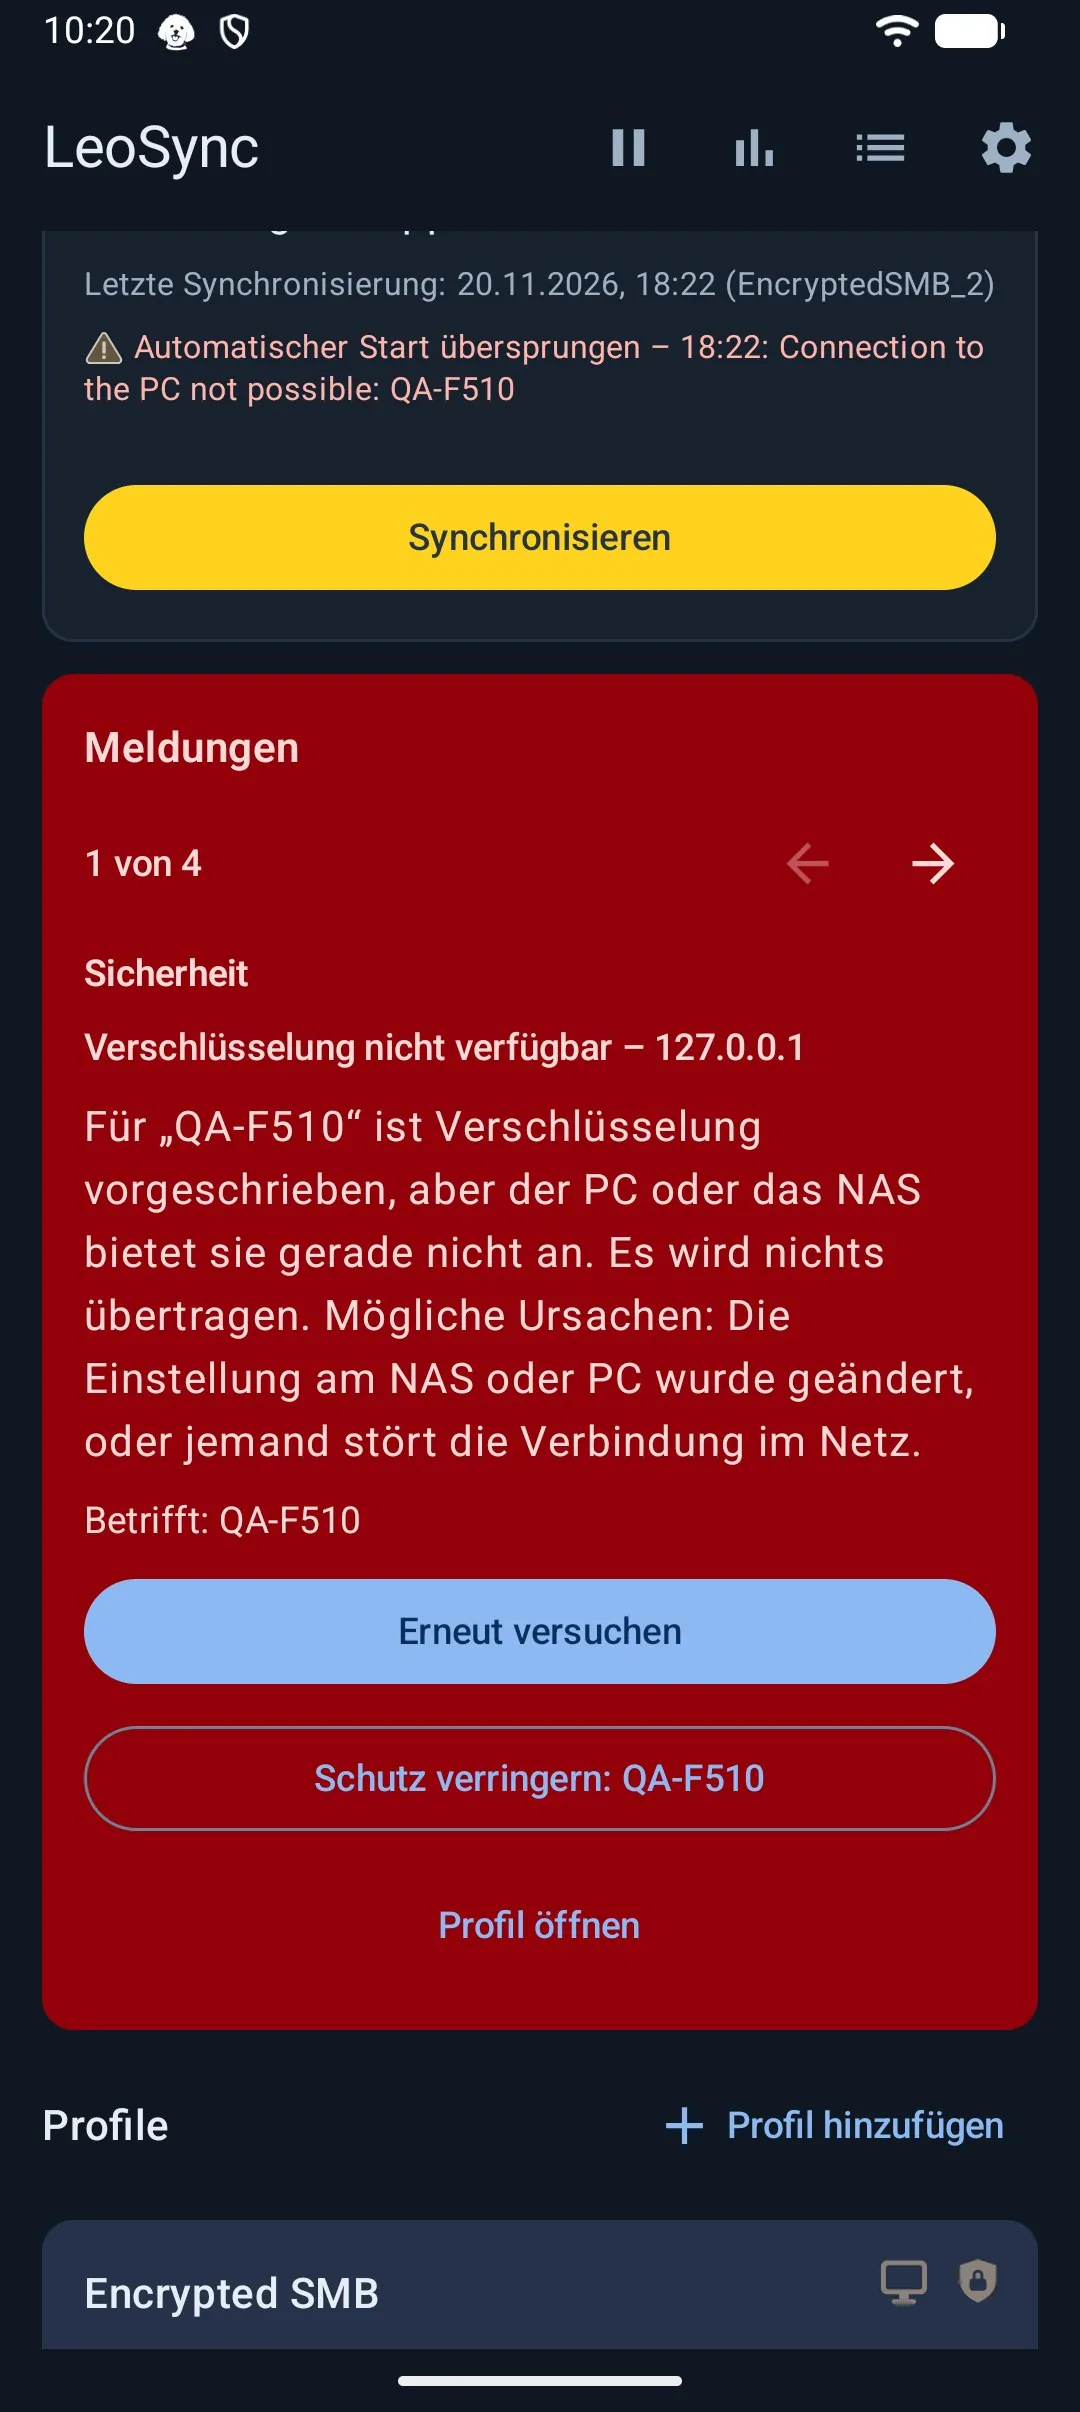 10:20
LeoSync
Letzte Synchronisierung: 20.11.2026, 18:22 (EncryptedSMB_2)
⚠ Automatischer Start übersprungen – 18:22: Connection to
the PC not possible: QA-F510
Synchronisieren
Meldungen
1 von 4
Sicherheit
Verschlüsselung nicht verfügbar – 127.0.0.1
Für „QA-F510“ ist Verschlüsselung
vorgeschrieben, aber der PC oder das NAS
bietet sie gerade nicht an. Es wird nichts
übertragen. Mögliche Ursachen: Die
Einstellung am NAS oder PC wurde geändert,
oder jemand stört die Verbindung im Netz.
Betrifft: QA-F510
Erneut versuchen
Schutz verringern: QA-F510
Profil öffnen
Profile
Profil hinzufügen
Encrypted SMB